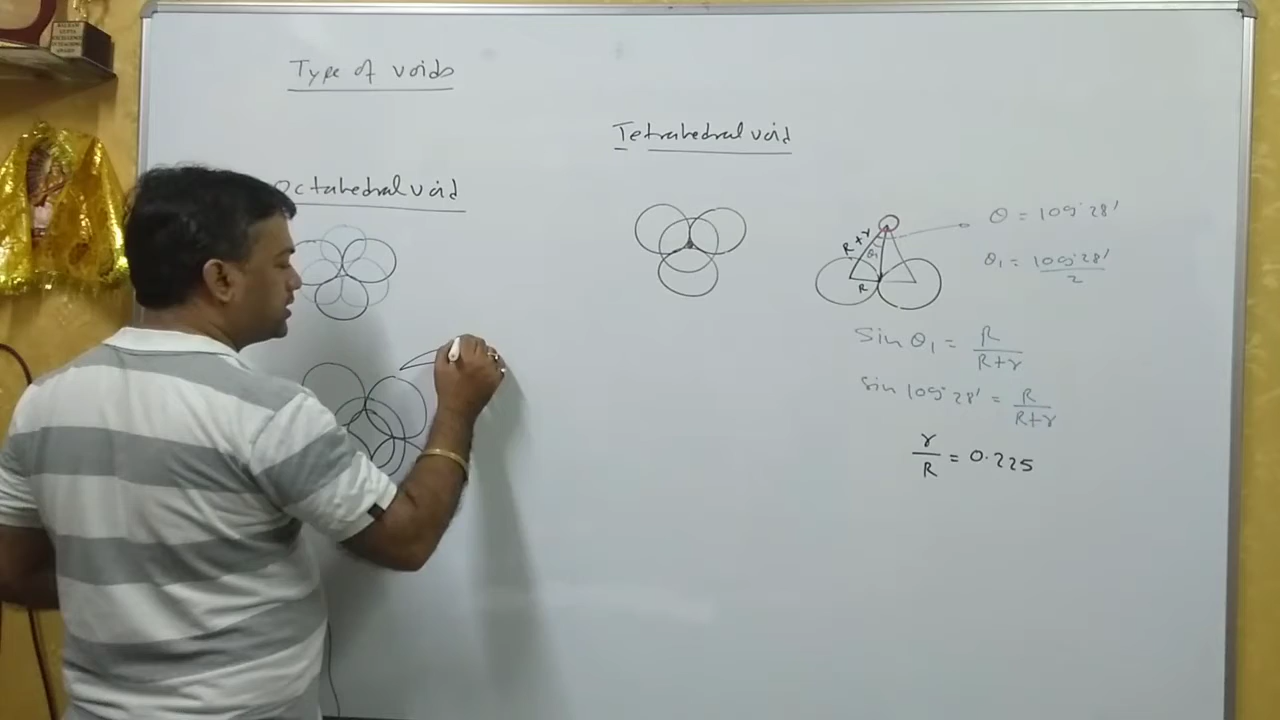 Type of voids
Tetrahedral void
Octahedral void
R+r
θ1
R
θ = 109° 28'
θ1 = 109° 28' / 2
Sin θ1 = R / R+r
Sin 109° 28' = R / R+r
r / R = 0.225